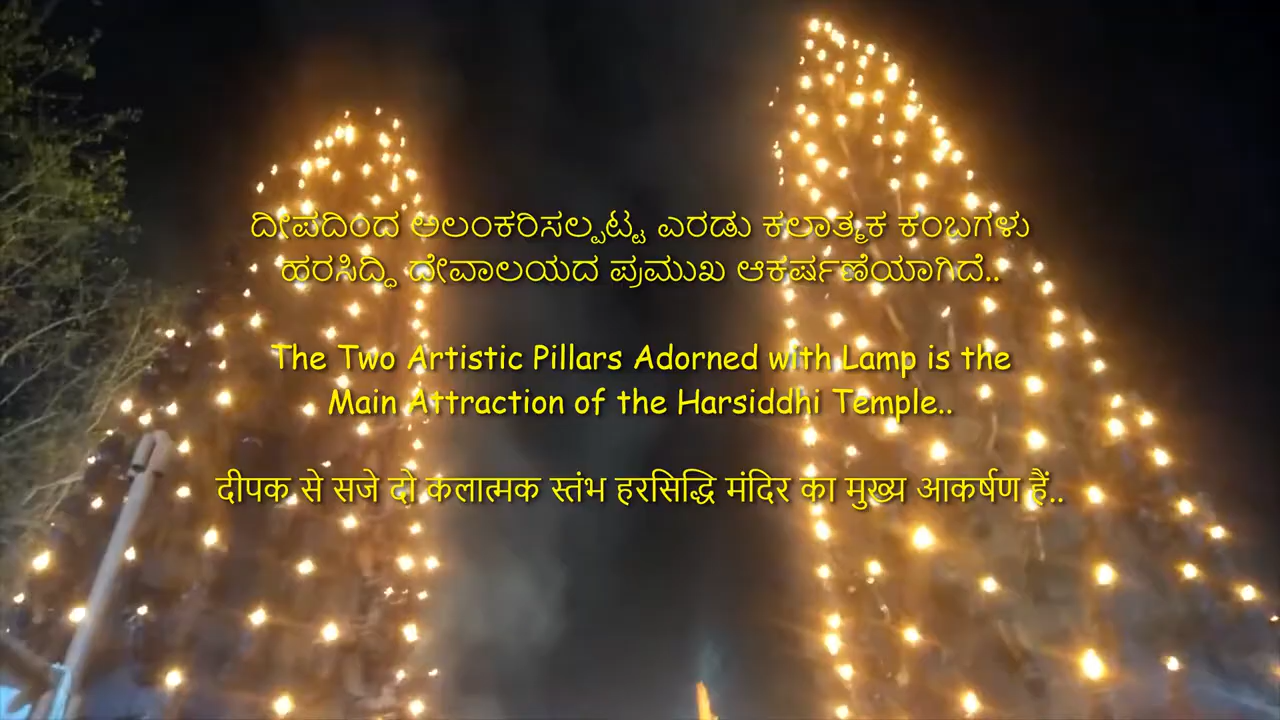 ದೀಪದಿಂದ ಅಲಂಕರಿಸಲ್ಪಟ್ಟ ಎರಡು ಕಲಾತ್ಮಕ ಕಂಬಗಳು
ಹರಸಿದ್ಧಿ ದೇವಾಲಯದ ಪ್ರಮುಖ ಆಕರ್ಷಣೆಯಾಗಿದೆ..
The Two Artistic Pillars Adorned with Lamp is the
Main Attraction of the Harsiddhi Temple..
दीपक से सजे दो कलात्मक स्तंभ हरसिद्धि मंदिर का मुख्य आकर्षण हैं..